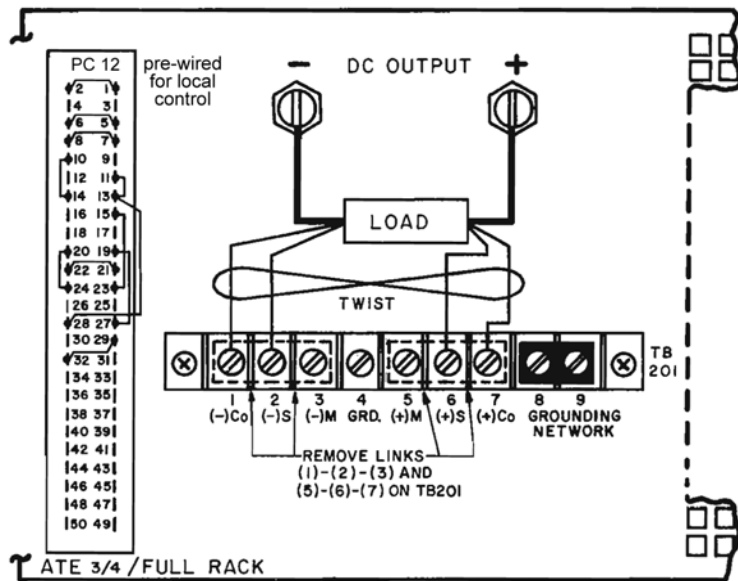 PC 12
pre-wired
for local
control
2 1
4 3
6 5
8 7
10 9
12 11
14 13
16 15
18 17
20 19
22 21
24 23
26 25
28 27
30 29
32 31
34 33
36 35
38 37
40 39
42 41
44 43
46 45
48 47
50 49
- DC OUTPUT +
LOAD
TWIST
TB
201
1 2 3 4 5 6 7 8 9
(-)Co (-)S (-)M GRD. (+)M (+)S (+)Co GROUNDING
NETWORK
REMOVE LINKS
(1)-(2)-(3) AND
(5)-(6)-(7) ON TB201
ATE 3/4 / FULL RACK